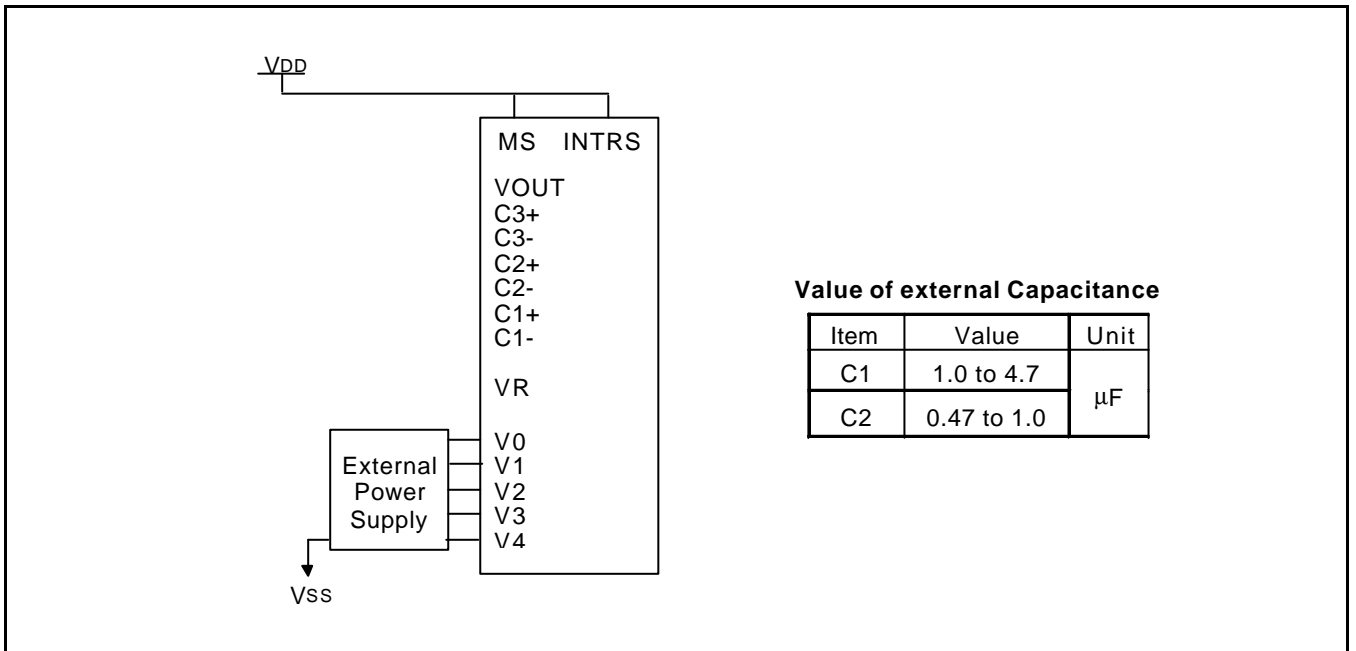 VDD
MS INTRS
VOUT
C3+
C3-
C2+
C2-
C1+
C1-
VR
V0
V1
V2
V3
V4
External
Power
Supply
VSS
Value of external Capacitance
Item Value Unit
C1 1.0 to 4.7 μF
C2 0.47 to 1.0